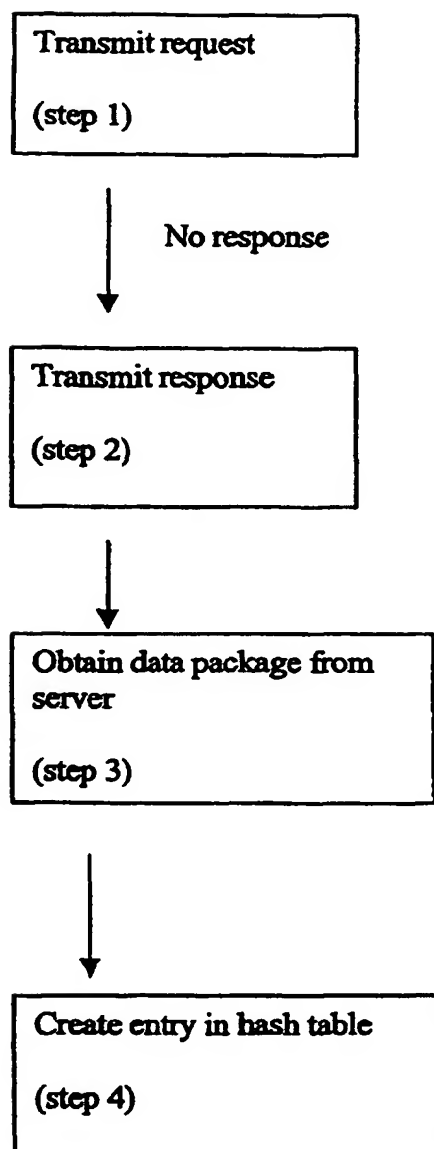 Transmit request
(step 1)
No response
Transmit response
(step 2)
Obtain data package from
server
(step 3)
Create entry in hash table
(step 4)